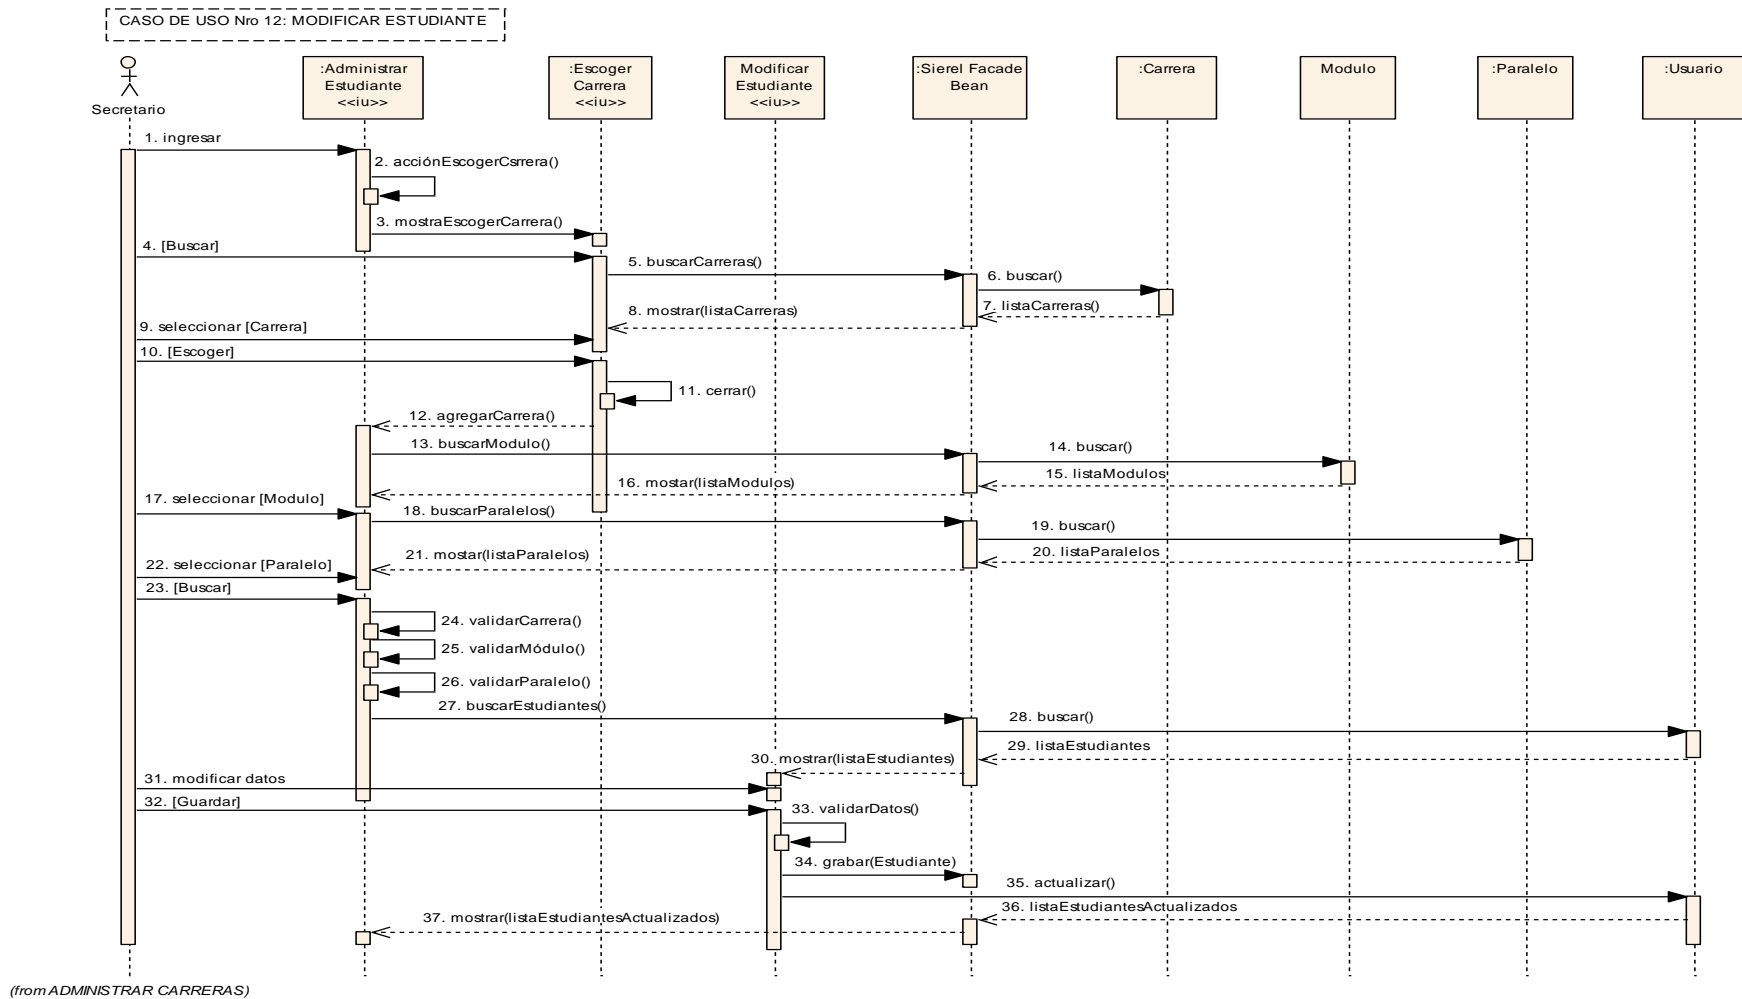 CASO DE USO Nro 12: MODIFICAR ESTUDIANTE
Secretario
:Administrar
Estudiante
<<iu>>
:Escoger
Carrera
<<iu>>
Modificar
Estudiante
<<iu>>
:Sierel Facade
Bean
:Carrera
Modulo
:Paralelo
:Usuario
1. ingresar
2. acciónEscogerCsrrera()
3. mostraEscogerCarrera()
4. [Buscar]
5. buscarCarreras()
6. buscar()
7. listaCarreras()
8. mostrar(listaCarreras)
9. seleccionar [Carrera]
10. [Escoger]
11. cerrar()
12. agregarCarrera()
13. buscarModulo()
14. buscar()
15. listaModulos
16. mostar(listaModulos)
17. seleccionar [Modulo]
18. buscarParalelos()
19. buscar()
20. listaParalelos
21. mostar(listaParalelos)
22. seleccionar [Paralelo]
23. [Buscar]
24. validarCarrera()
25. validarMódulo()
26. validarParalelo()
27. buscarEstudiantes()
28. buscar()
29. listaEstudiantes
30. mostrar(listaEstudiantes)
31. modificar datos
32. [Guardar]
33. validarDatos()
34. grabar(Estudiante)
35. actualizar()
36. listaEstudiantesActualizados
37. mostrar(listaEstudiantesActualizados)
(from ADMINISTRAR CARRERAS)